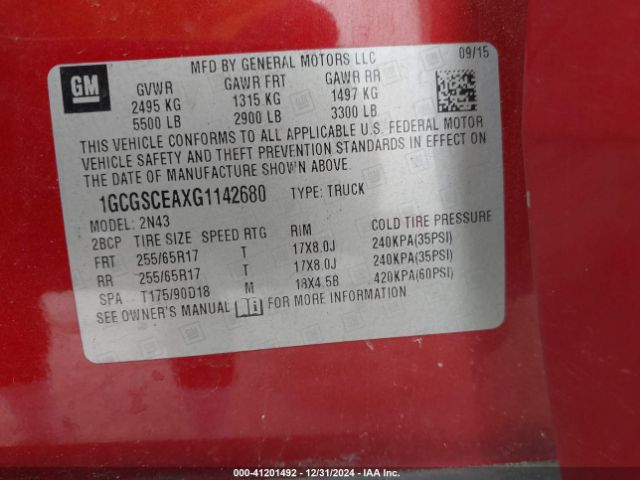 MFD BY GENERAL MOTORS LLC 09/15
GM
GVWR GAWR FRT GAWR RR
2495 KG 1315 KG 1497 KG
5500 LB 2900 LB 3300 LB
THIS VEHICLE CONFORMS TO ALL APPLICABLE U.S. FEDERAL MOTOR
VEHICLE SAFETY AND THEFT PREVENTION STANDARDS IN EFFECT ON
THE DATE OF MANUFACTURE SHOWN ABOVE.
1GCGSCEAXG1142680 TYPE: TRUCK
MODEL: 2N43
2BCP TIRE SIZE SPEED RTG RIM COLD TIRE PRESSURE
FRT 255/65R17 T 17X8.0J 240KPA(35PSI)
RR 255/65R17 T 17X8.0J 240KPA(35PSI)
SPA T175/90D18 M 18X4.5B 420KPA(60PSI)
SEE OWNER'S MANUAL FOR MORE INFORMATION
000-41201492 - 12/31/2024 - IAA Inc.